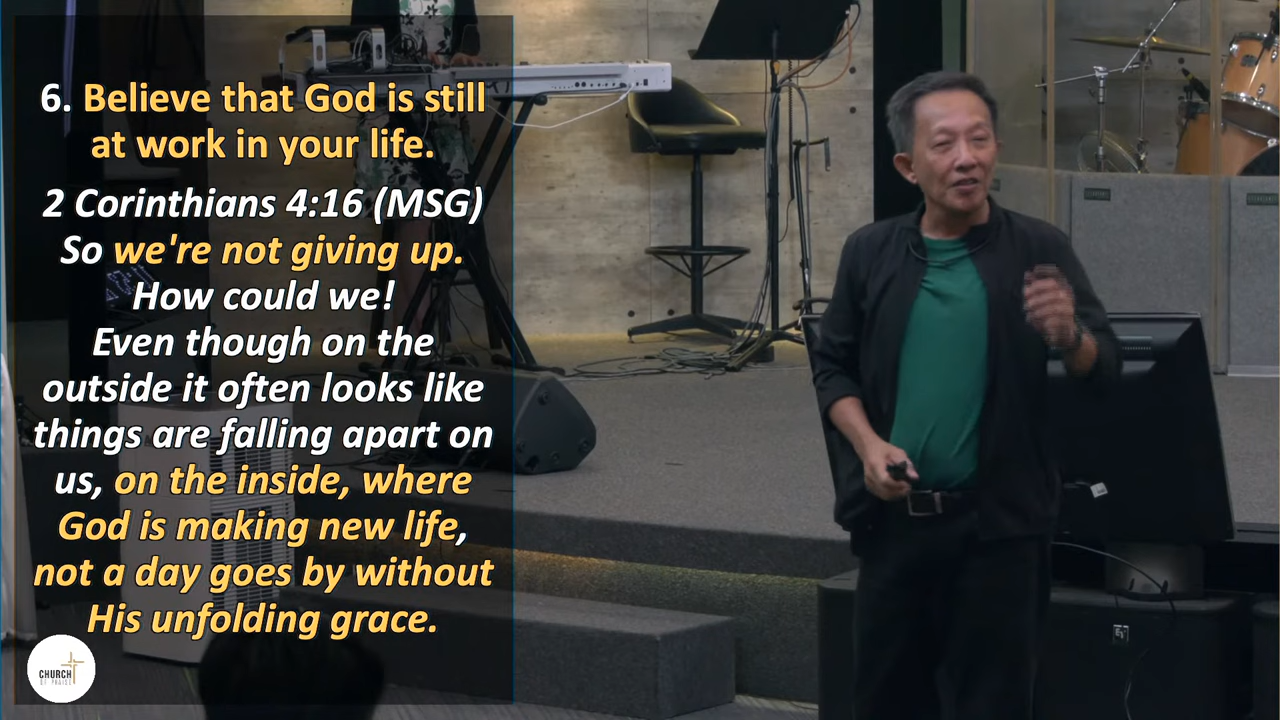 6. Believe that God is still
at work in your life.
2 Corinthians 4:16 (MSG)
So we're not giving up.
How could we!
Even though on the
outside it often looks like
things are falling apart on
us, on the inside, where
God is making new life,
not a day goes by without
His unfolding grace.
CHURCH
OF PRAISE
EV